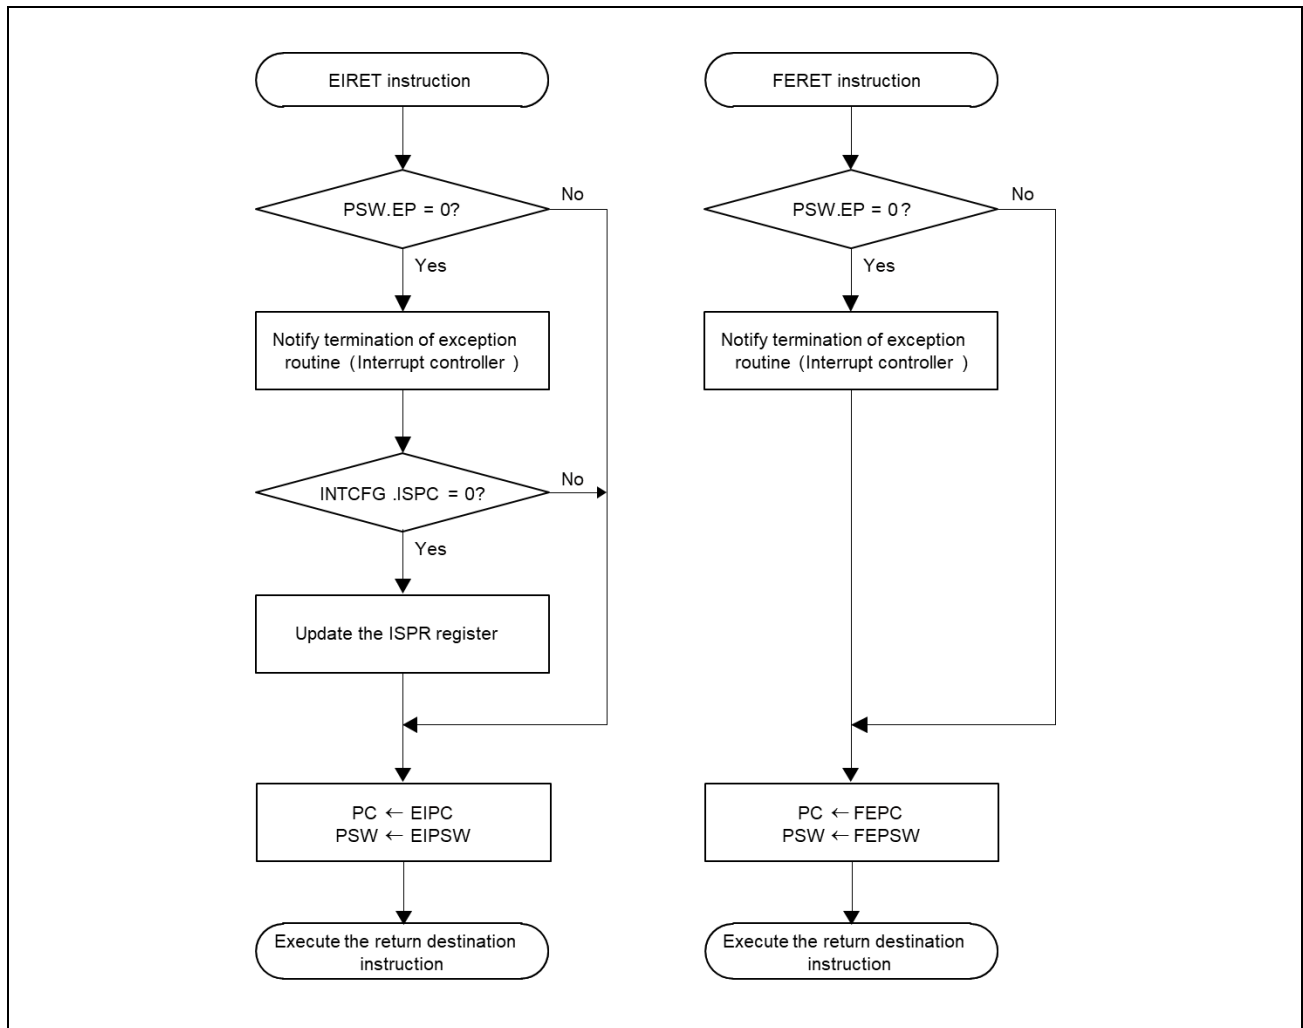 EIRET instruction
PSW.EP = 0?
No
Yes
Notify termination of exception
routine (Interrupt controller )
INTCFG .ISPC = 0?
No
Yes
Update the ISPR register
PC ← EIPC
PSW ← EIPSW
Execute the return destination
instruction
FERET instruction
PSW.EP = 0 ?
No
Yes
Notify termination of exception
routine (Interrupt controller )
PC ← FEPC
PSW ← FEPSW
Execute the return destination
instruction